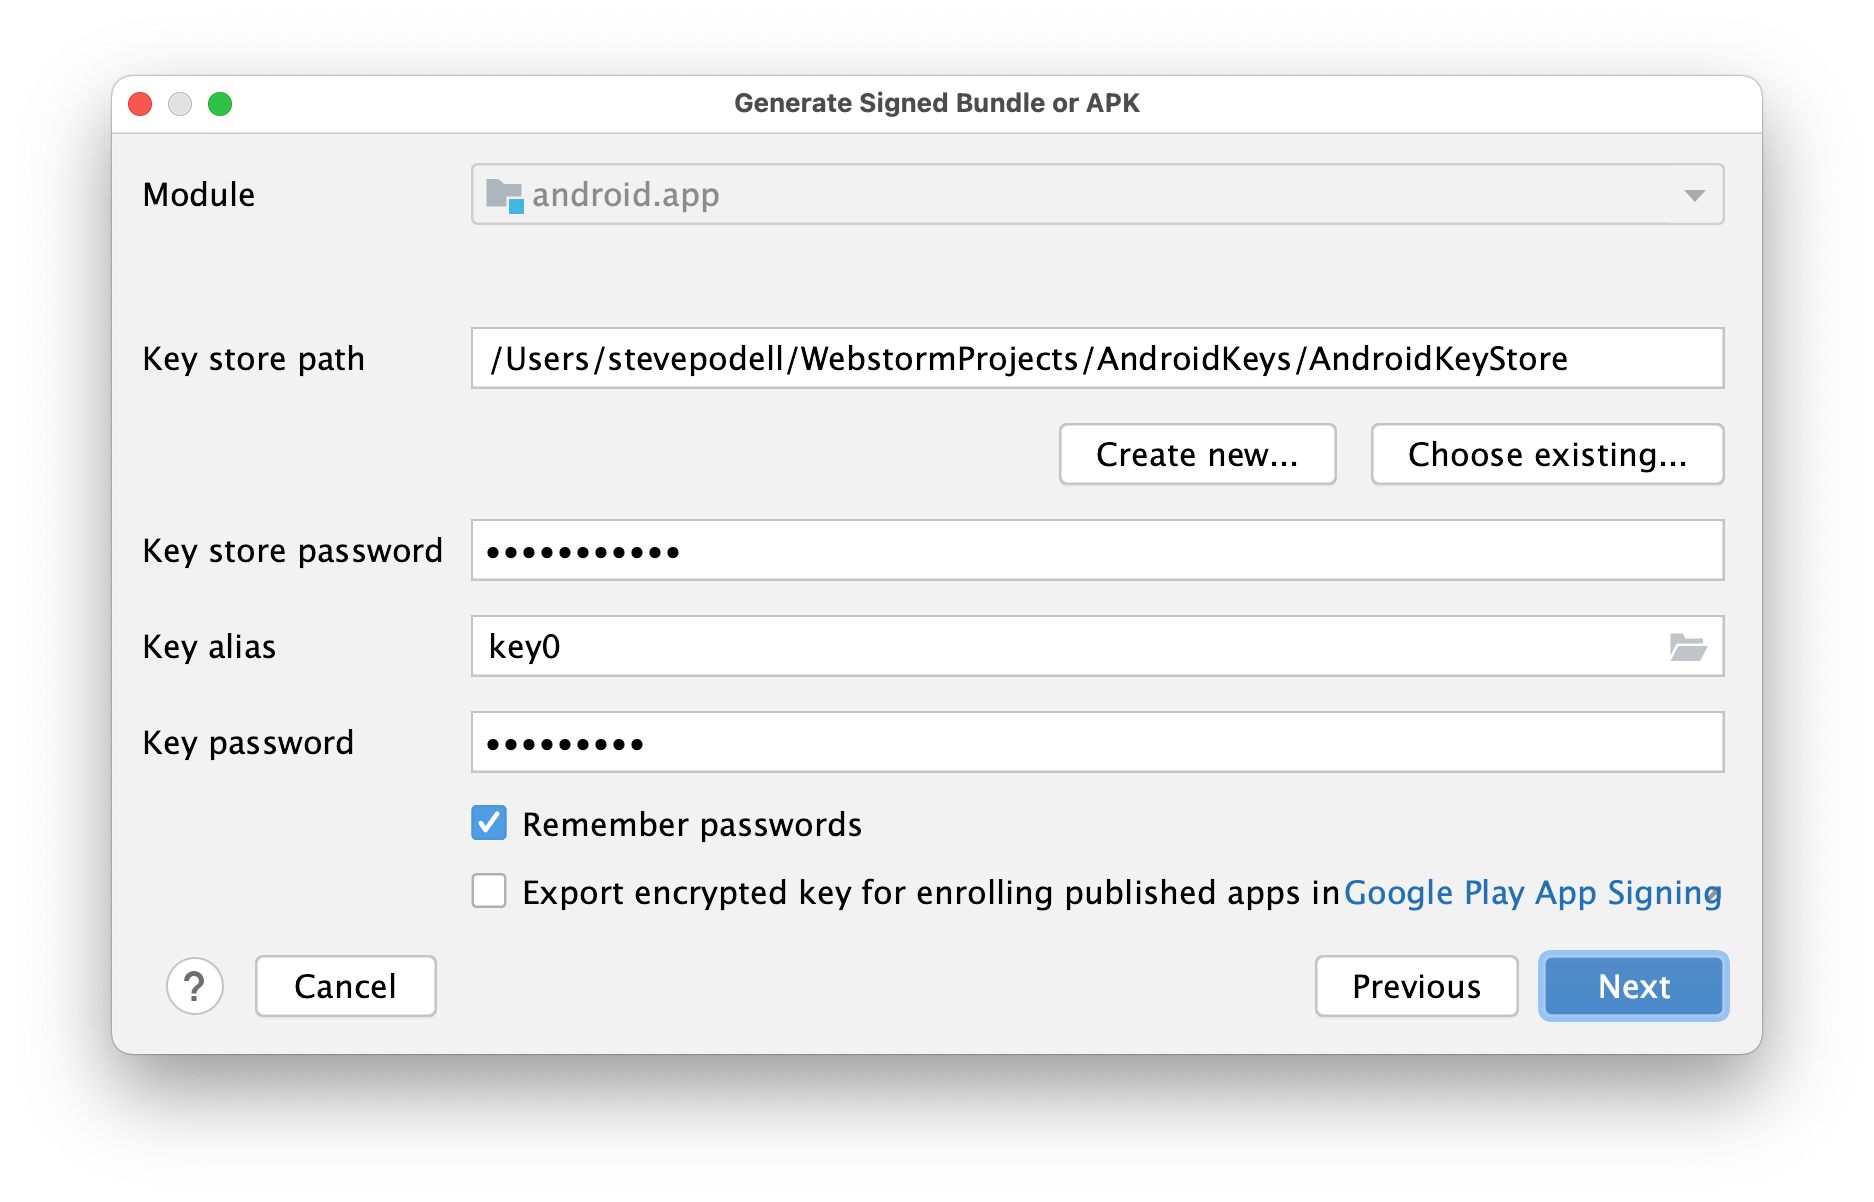 Generate Signed Bundle or APK
Module android.app
Key store path /Users/stevepodell/WebstormProjects/AndroidKeys/AndroidKeyStore
Create new... Choose existing...
Key store password •••••••••••
Key alias key0
Key password •••••••••
Remember passwords
Export encrypted key for enrolling published apps in Google Play App Signing
? Cancel Previous Next